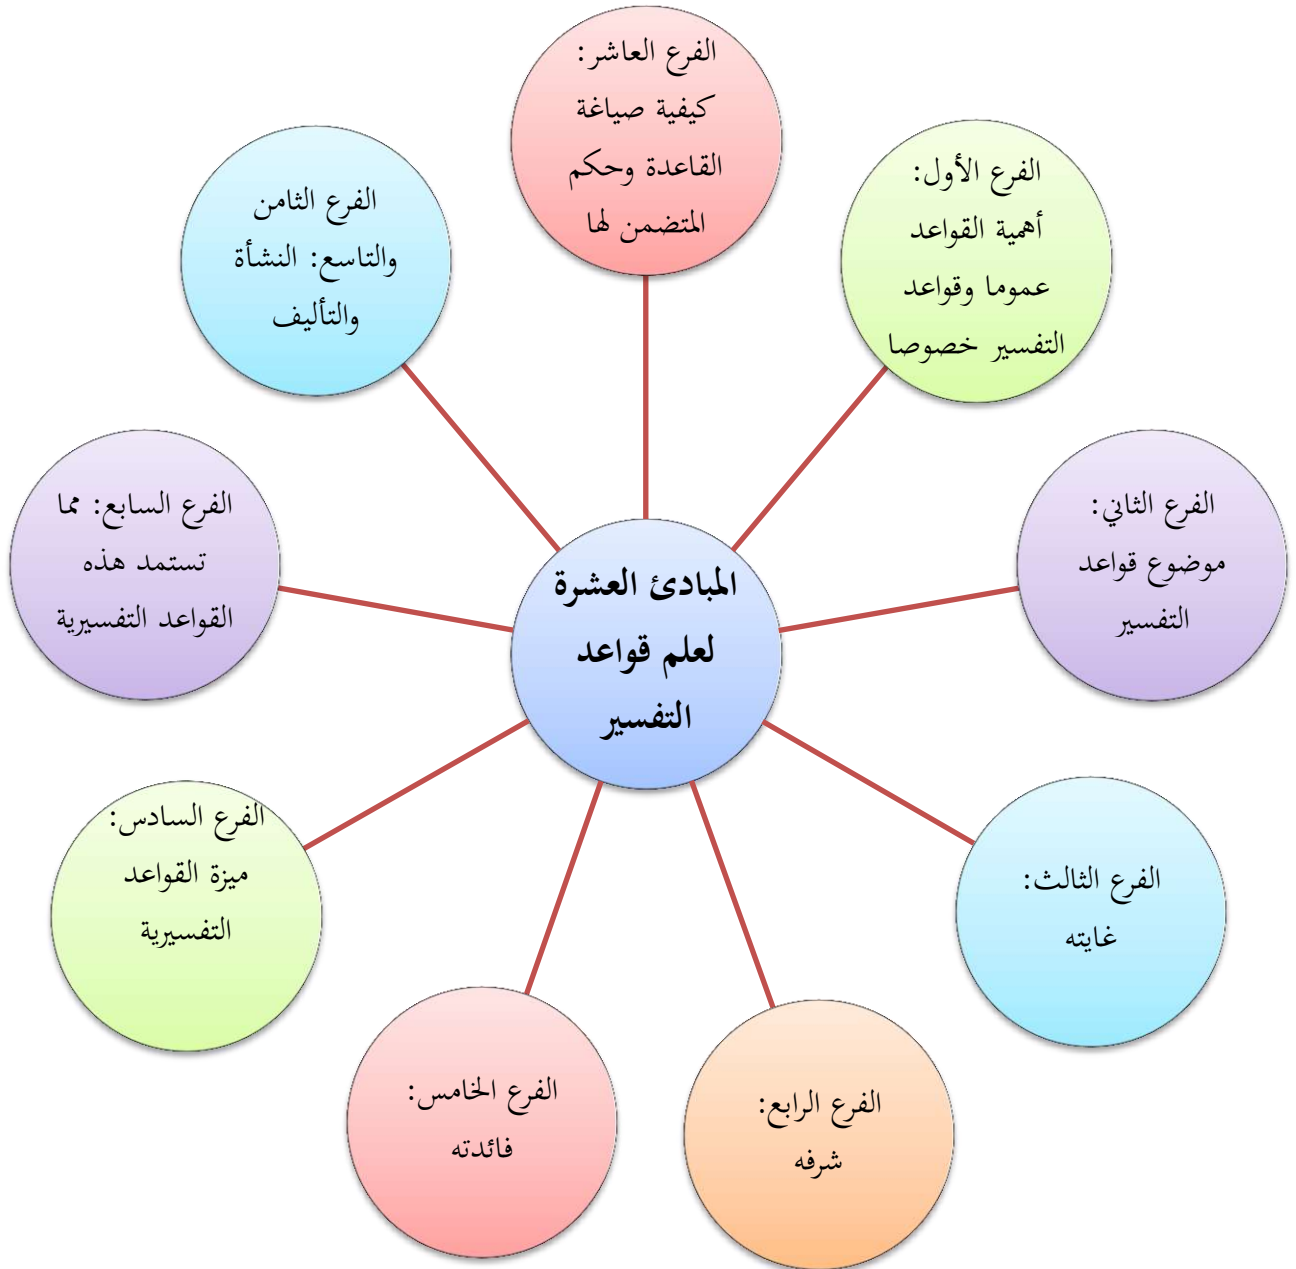 المبادئ العشرة
لعلم قواعد
التفسير
الفرع الأول:
أهمية القواعد
عموما وقواعد
التفسير خصوصا
الفرع الثاني:
موضوع قواعد
التفسير
الفرع الثالث:
غايته
الفرع الرابع:
شرفه
الفرع الخامس:
فائدته
الفرع السادس:
ميزة القواعد
التفسيرية
الفرع السابع: مما
تستمد هذه
القواعد التفسيرية
الفرع الثامن
والتاسع: النشأة
والتأليف
الفرع العاشر:
كيفية صياغة
القاعدة وحكم
المتضمن لها